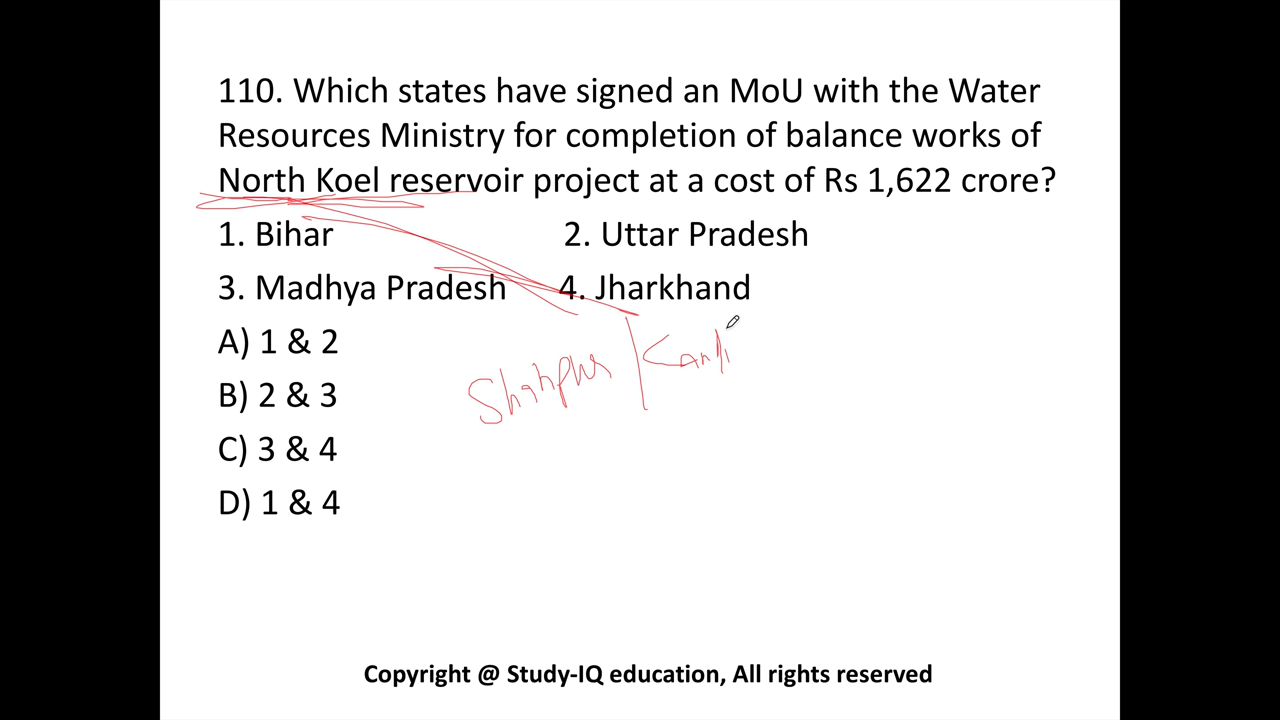 110. Which states have signed an MoU with the Water
Resources Ministry for completion of balance works of
North Koel reservoir project at a cost of Rs 1,622 crore?
1. Bihar 2. Uttar Pradesh
3. Madhya Pradesh 4. Jharkhand
A) 1 & 2
B) 2 & 3
C) 3 & 4
D) 1 & 4
Copyright @ Study-IQ education, All rights reserved